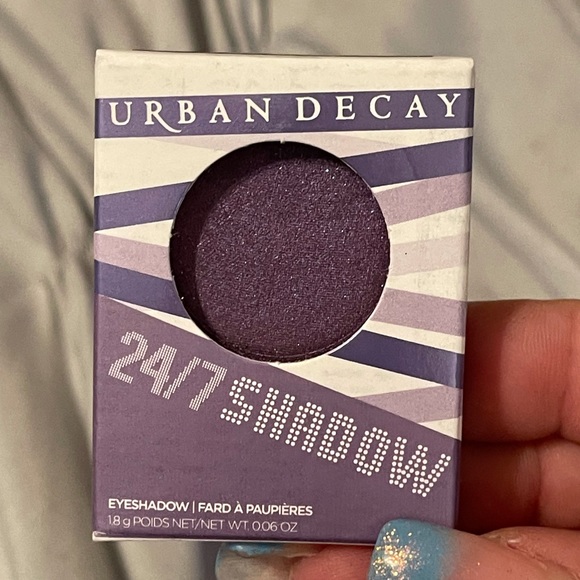 URBAN DECAY
24/7 SHADOW
EYESHADOW | FARD À PAUPIÈRES
1.8 g POIDS NET/NET WT. 0.06 OZ